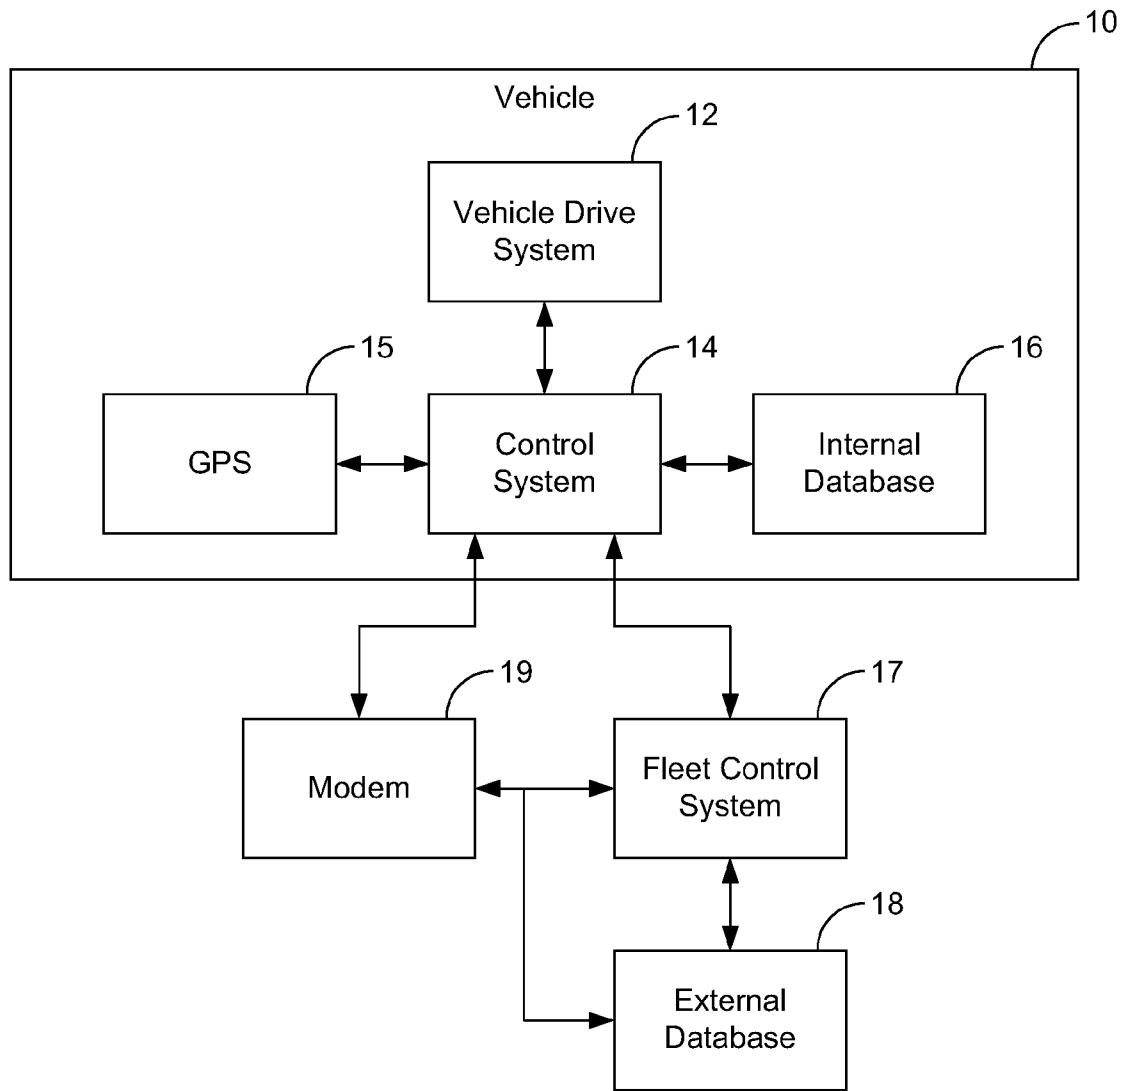 10
Vehicle
12
Vehicle Drive
System
15
14
16
GPS
Control
System
Internal
Database
19
17
Modem
Fleet Control
System
18
External
Database